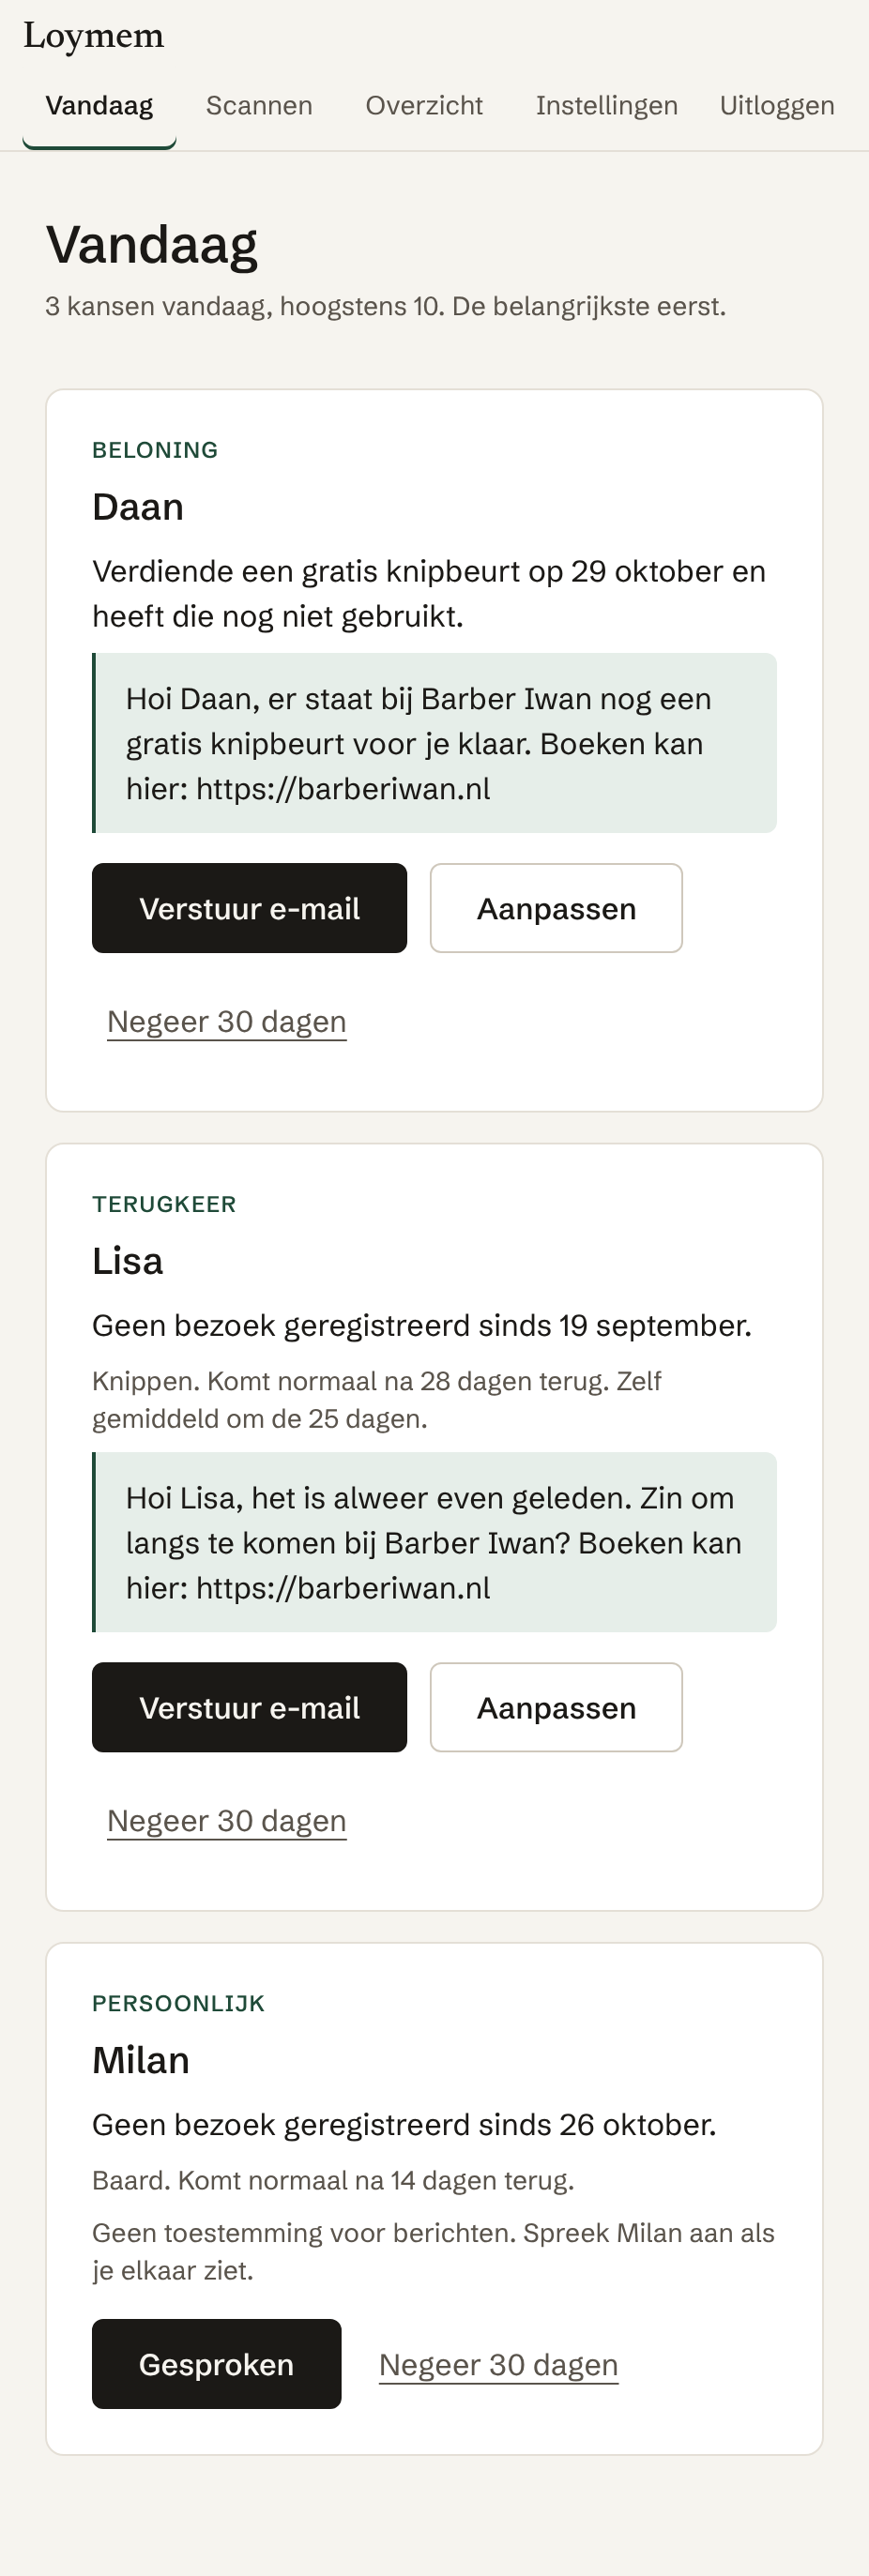 Loymem
Vandaag Scannen Overzicht Instellingen Uitloggen
Vandaag
3 kansen vandaag, hoogstens 10. De belangrijkste eerst.
BELONING
Daan
Verdiende een gratis knipbeurt op 29 oktober en
heeft die nog niet gebruikt.
Hoi Daan, er staat bij Barber Iwan nog een
gratis knipbeurt voor je klaar. Boeken kan
hier: https://barberiwan.nl
Verstuur e-mail Aanpassen
Negeer 30 dagen
TERUGKEER
Lisa
Geen bezoek geregistreerd sinds 19 september.
Knippen. Komt normaal na 28 dagen terug. Zelf
gemiddeld om de 25 dagen.
Hoi Lisa, het is alweer even geleden. Zin om
langs te komen bij Barber Iwan? Boeken kan
hier: https://barberiwan.nl
Verstuur e-mail Aanpassen
Negeer 30 dagen
PERSOONLIJK
Milan
Geen bezoek geregistreerd sinds 26 oktober.
Baard. Komt normaal na 14 dagen terug.
Geen toestemming voor berichten. Spreek Milan aan als
je elkaar ziet.
Gesproken Negeer 30 dagen